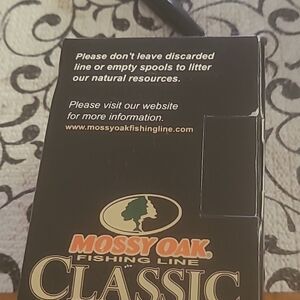 Please don't leave discarded
line or empty spools to litter
our natural resources.
Please visit our website
for more information.
www.mossyoakfishingline.com
MOSSY OAK
FISHING LINE
CLASSIC